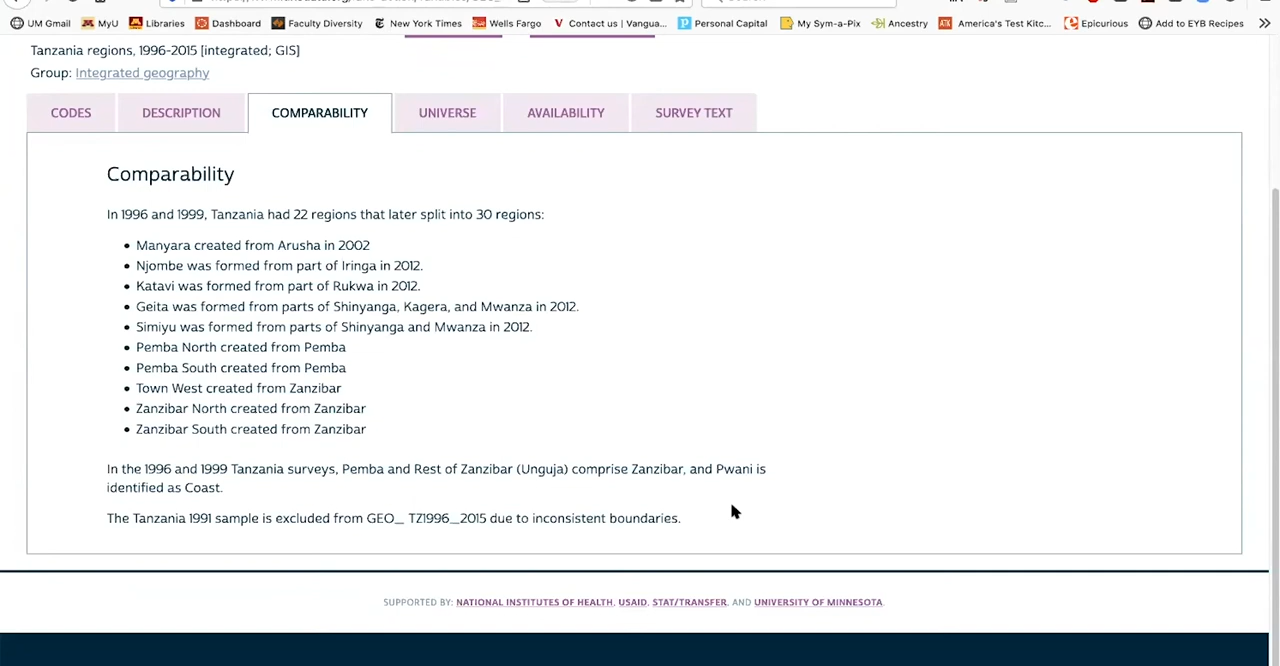 UM Gmail MyU Libraries Dashboard Faculty Diversity New York Times Wells Fargo Contact us | Vangua... Personal Capital My Sym-a-Pix Ancestry America's Test Kitc... Epicurious Add to EYB Recipes
Tanzania regions, 1996-2015 [integrated; GIS]
Group: Integrated geography
CODES DESCRIPTION COMPARABILITY UNIVERSE AVAILABILITY SURVEY TEXT
Comparability
In 1996 and 1999, Tanzania had 22 regions that later split into 30 regions:
• Manyara created from Arusha in 2002
• Njombe was formed from part of Iringa in 2012.
• Katavi was formed from part of Rukwa in 2012.
• Geita was formed from parts of Shinyanga, Kagera, and Mwanza in 2012.
• Simiyu was formed from parts of Shinyanga and Mwanza in 2012.
• Pemba North created from Pemba
• Pemba South created from Pemba
• Town West created from Zanzibar
• Zanzibar North created from Zanzibar
• Zanzibar South created from Zanzibar
In the 1996 and 1999 Tanzania surveys, Pemba and Rest of Zanzibar (Unguja) comprise Zanzibar, and Pwani is
identified as Coast.
The Tanzania 1991 sample is excluded from GEO_ TZ1996_2015 due to inconsistent boundaries.
SUPPORTED BY: NATIONAL INSTITUTES OF HEALTH, USAID, STAT/TRANSFER, AND UNIVERSITY OF MINNESOTA.